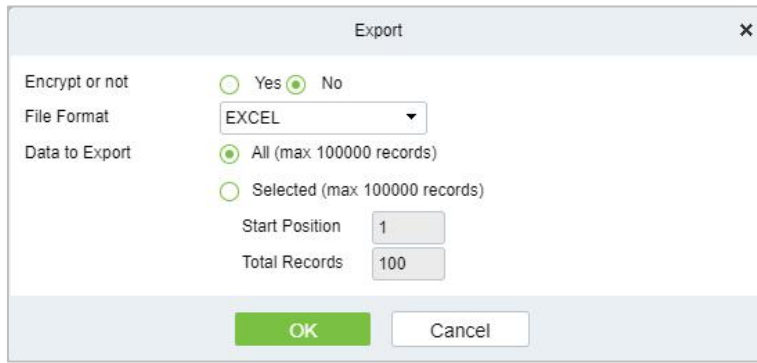 Export
Encrypt or not Yes No
File Format EXCEL
Data to Export All (max 100000 records)
Selected (max 100000 records)
Start Position 1
Total Records 100
OK Cancel